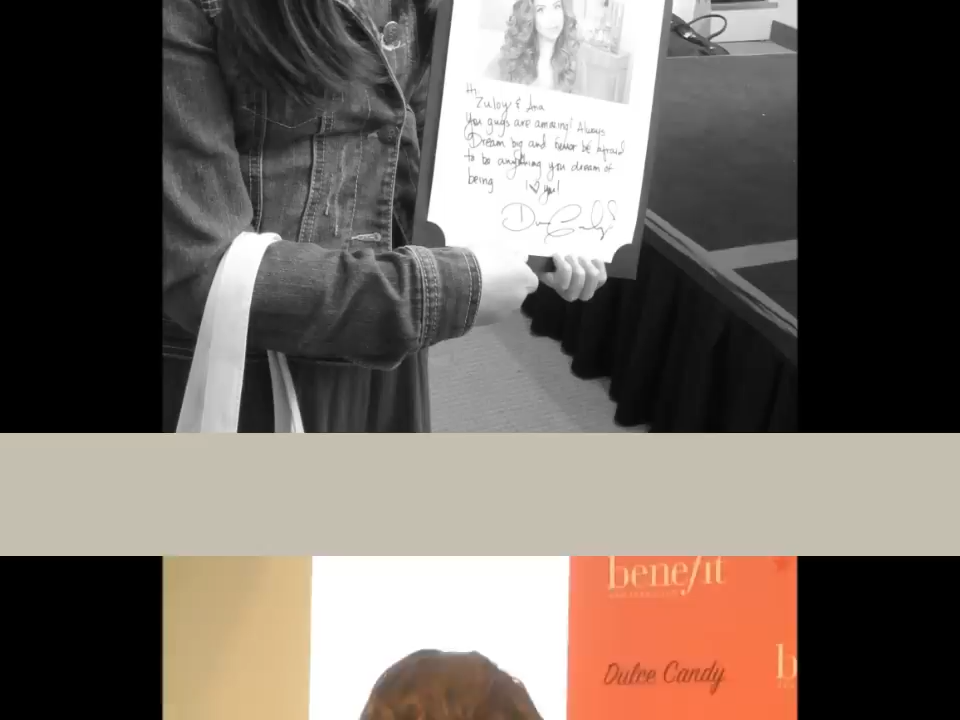 Hi,
Zuloy & Ana
You guys are amazing! Always
Dream big and never be afraid
to be anything you dream of
being I ♡ you!
benefit
Dulce Candy
b